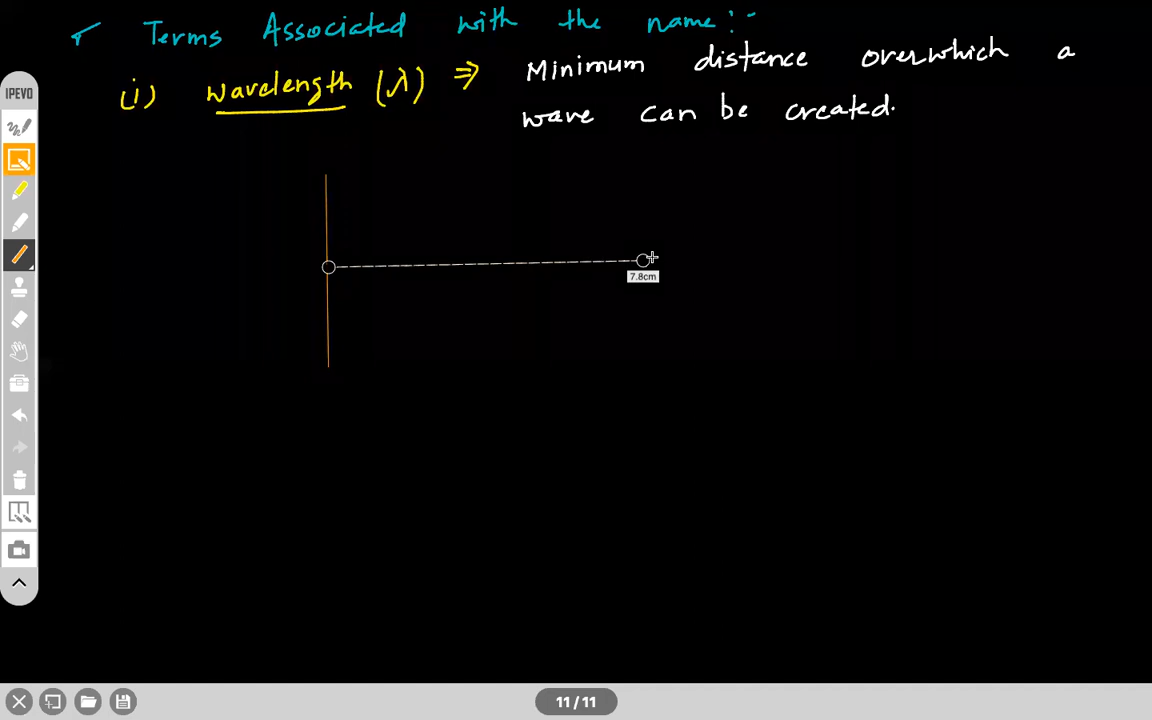 Terms Associated with the name:-
IPEVO
(i) Wavelength (λ) ⇒ Minimum distance overwhich a
wave can be created.
7.8cm
11/11